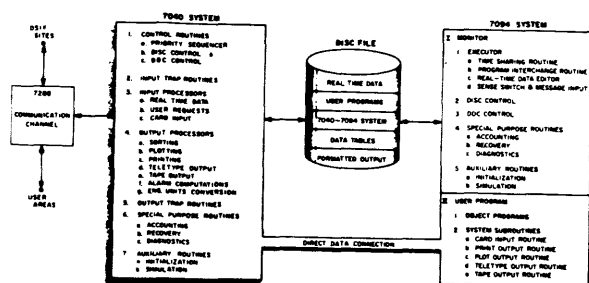 DSIF
SITES
7288
COMMUNICATION
CHANNEL
USER
AREAS
7040 SYSTEM
1. CONTROL ROUTINES
a. PRIORITY SEQUENCER
b. DISC CONTROL
c. DDC CONTROL
2. INPUT TRAP ROUTINES
3. INPUT PROCESSORS
a. REAL TIME DATA
b. USER REQUESTS
c. CARD INPUT
4. OUTPUT PROCESSORS
a. SORTING
b. PLOTTING
c. PRINTING
d. TELETYPE OUTPUT
e. TAPE OUTPUT
f. ALARM COMPUTATIONS
g. ENG. UNITS CONVERSION
5. OUTPUT TRAP ROUTINES
6. SPECIAL PURPOSE ROUTINES
a. ACCOUNTING
b. RECOVERY
c. DIAGNOSTICS
7. AUXILIARY ROUTINES
a. INITIALIZATION
b. SIMULATION
DISC FILE
REAL TIME DATA
USER PROGRAMS
7040-7094 SYSTEM
DATA TABLES
FORMATTED OUTPUT
DIRECT DATA CONNECTION
7094 SYSTEM
I MONITOR
1 EXECUTOR
a TIME SHARING ROUTINE
b PROGRAM INTERCHANGE ROUTINE
c REAL-TIME DATA EDITOR
d SENSE SWITCH & MESSAGE INPUT
2 DISC CONTROL
3 DDC CONTROL
4 SPECIAL PURPOSE ROUTINES
a ACCOUNTING
b RECOVERY
c DIAGNOSTICS
5 AUXILIARY ROUTINES
a INITIALIZATION
b SIMULATION
II USER PROGRAM
1 OBJECT PROGRAMS
2 SYSTEM SUBROUTINES
a CARD INPUT ROUTINE
b PRINT OUTPUT ROUTINE
c PLOT OUTPUT ROUTINE
d TELETYPE OUTPUT ROUTINE
e TAPE OUTPUT ROUTINE